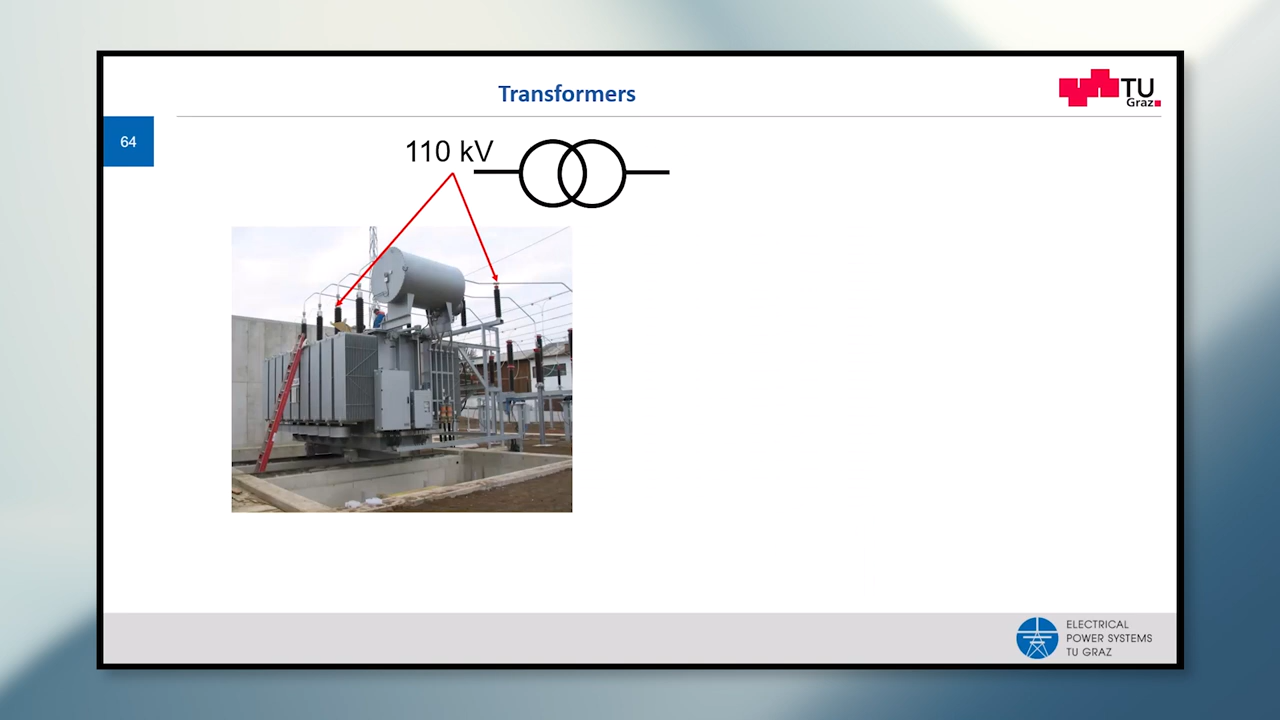 Transformers
TU
Graz
64
110 kV
ELECTRICAL
POWER SYSTEMS
TU GRAZ